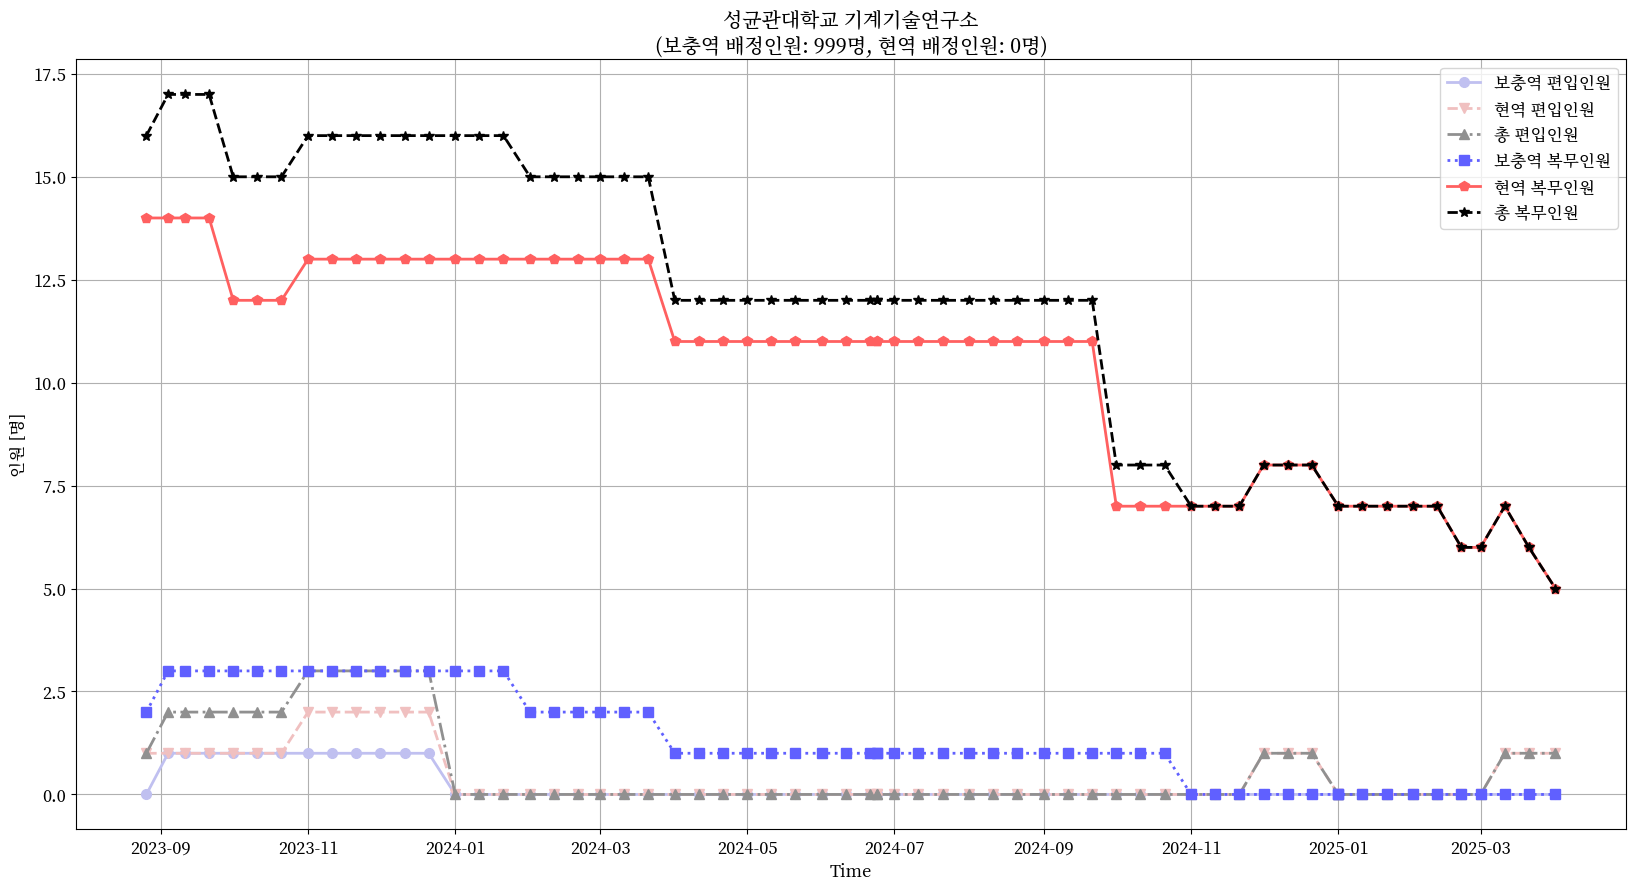 성균관대학교 기계기술연구소
(보충역 배정인원: 999명, 현역 배정인원: 0명)
17.5
15.0
12.5
10.0
7.5
5.0
2.5
0.0
인원 [명]
보충역 편입인원
현역 편입인원
총 편입인원
보충역 복무인원
현역 복무인원
총 복무인원
2023-09
2023-11
2024-01
2024-03
2024-05
2024-07
2024-09
2024-11
2025-01
2025-03
Time